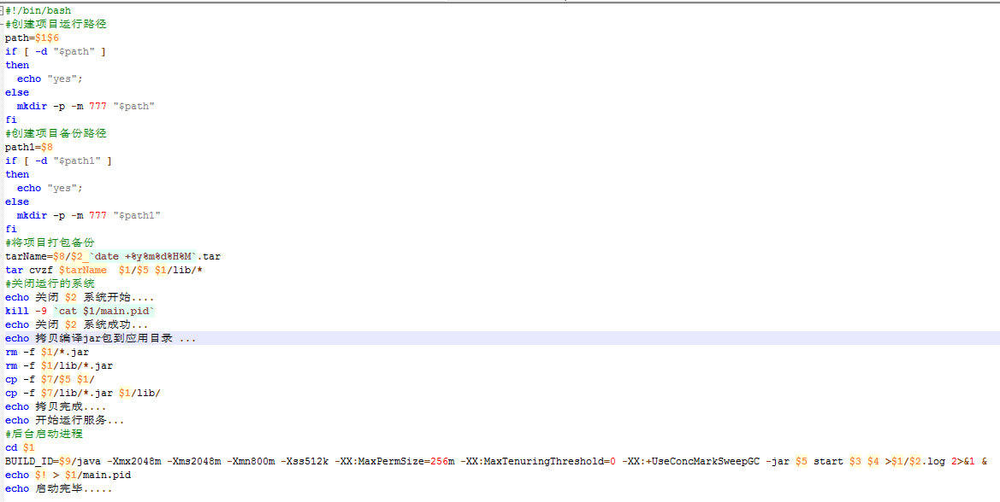 #!/bin/bash
#创建项目运行路径
path=$1$6
if [ -d "$path" ]
then
  echo "yes";
else
  mkdir -p -m 777 "$path"
fi
#创建项目备份路径
path1=$8
if [ -d "$path1" ]
then
  echo "yes";
else
  mkdir -p -m 777 "$path1"
fi
#将项目打包备份
tarName=$8/$2_`date +%y%m%d%H%M`.tar
tar cvzf $tarName  $1/$5 $1/lib/*
#关闭运行的系统
echo 关闭 $2 系统开始....
kill -9 `cat $1/main.pid`
echo 关闭 $2 系统成功...
echo 拷贝编译jar包到应用目录 ...
rm -f $1/*.jar
rm -f $1/lib/*.jar
cp -f $7/$5 $1/
cp -f $7/lib/*.jar $1/lib/
echo 拷贝完成....
echo 开始运行服务...
#后台启动进程
cd $1
BUILD_ID=$9/java -Xmx2048m -Xms2048m -Xmn800m -Xss512k -XX:MaxPermSize=256m -XX:MaxTenuringThreshold=0 -XX:+UseConcMarkSweepGC -jar $5 start $3 $4 >$1/$2.log 2>&1 &
echo $! > $1/main.pid
echo 启动完毕.....